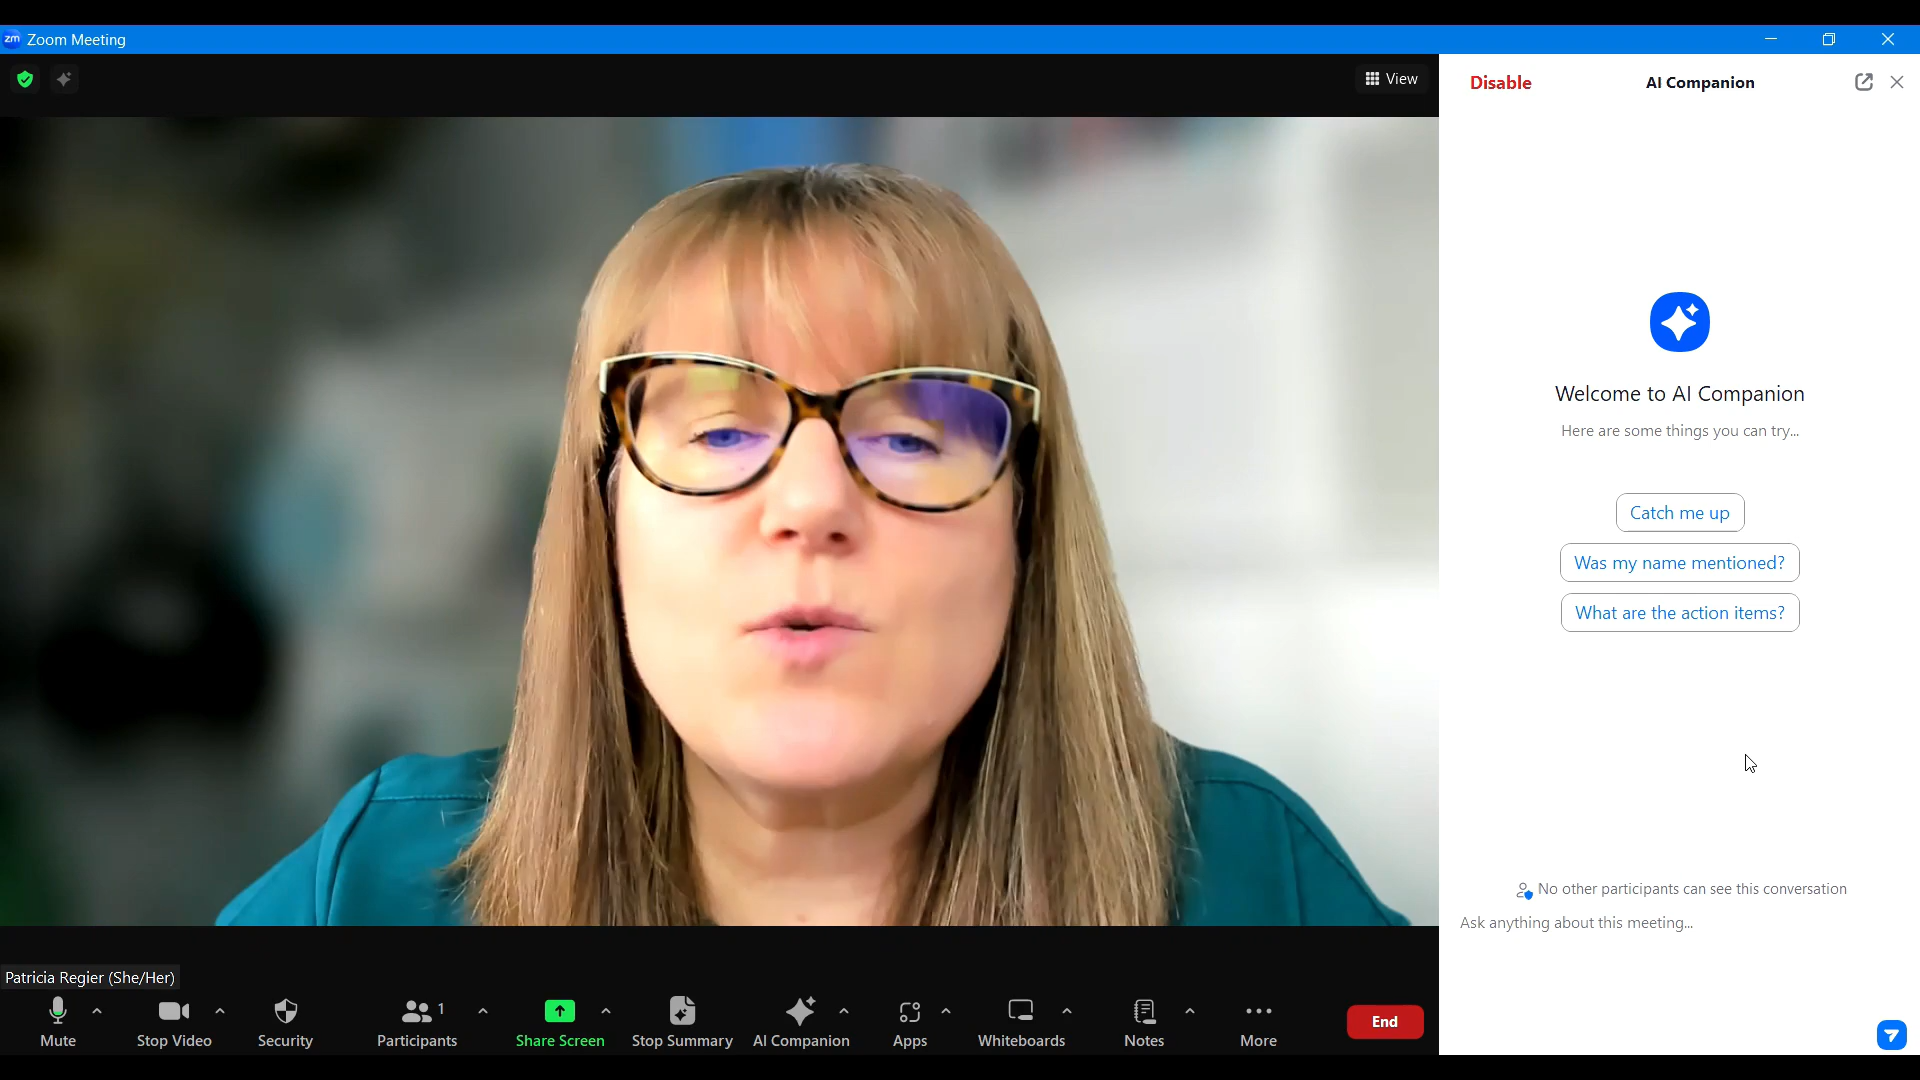 zm Zoom Meeting
View
Disable
AI Companion
Welcome to AI Companion
Here are some things you can try...
Catch me up
Was my name mentioned?
What are the action items?
No other participants can see this conversation
Ask anything about this meeting...
Patricia Regier (She/Her)
1
Mute
Stop Video
Security
Participants
Share Screen
Stop Summary
AI Companion
Apps
Whiteboards
Notes
More
End